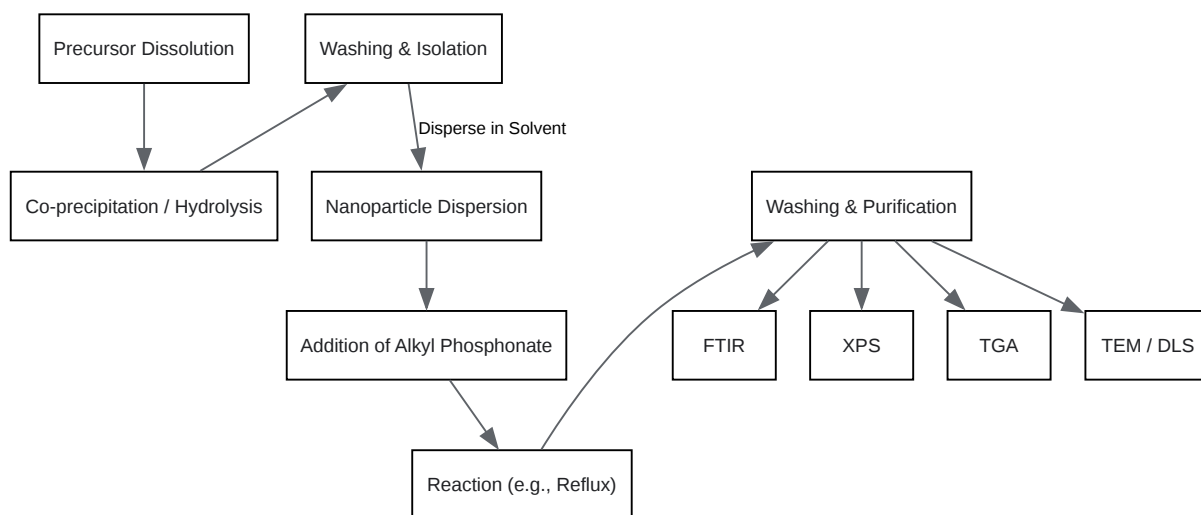 Precursor Dissolution
Washing & Isolation
Disperse in Solvent
Co-precipitation / Hydrolysis
Nanoparticle Dispersion
Washing & Purification
Addition of Alkyl Phosphonate
FTIR
XPS
TGA
TEM / DLS
Reaction (e.g., Reflux)